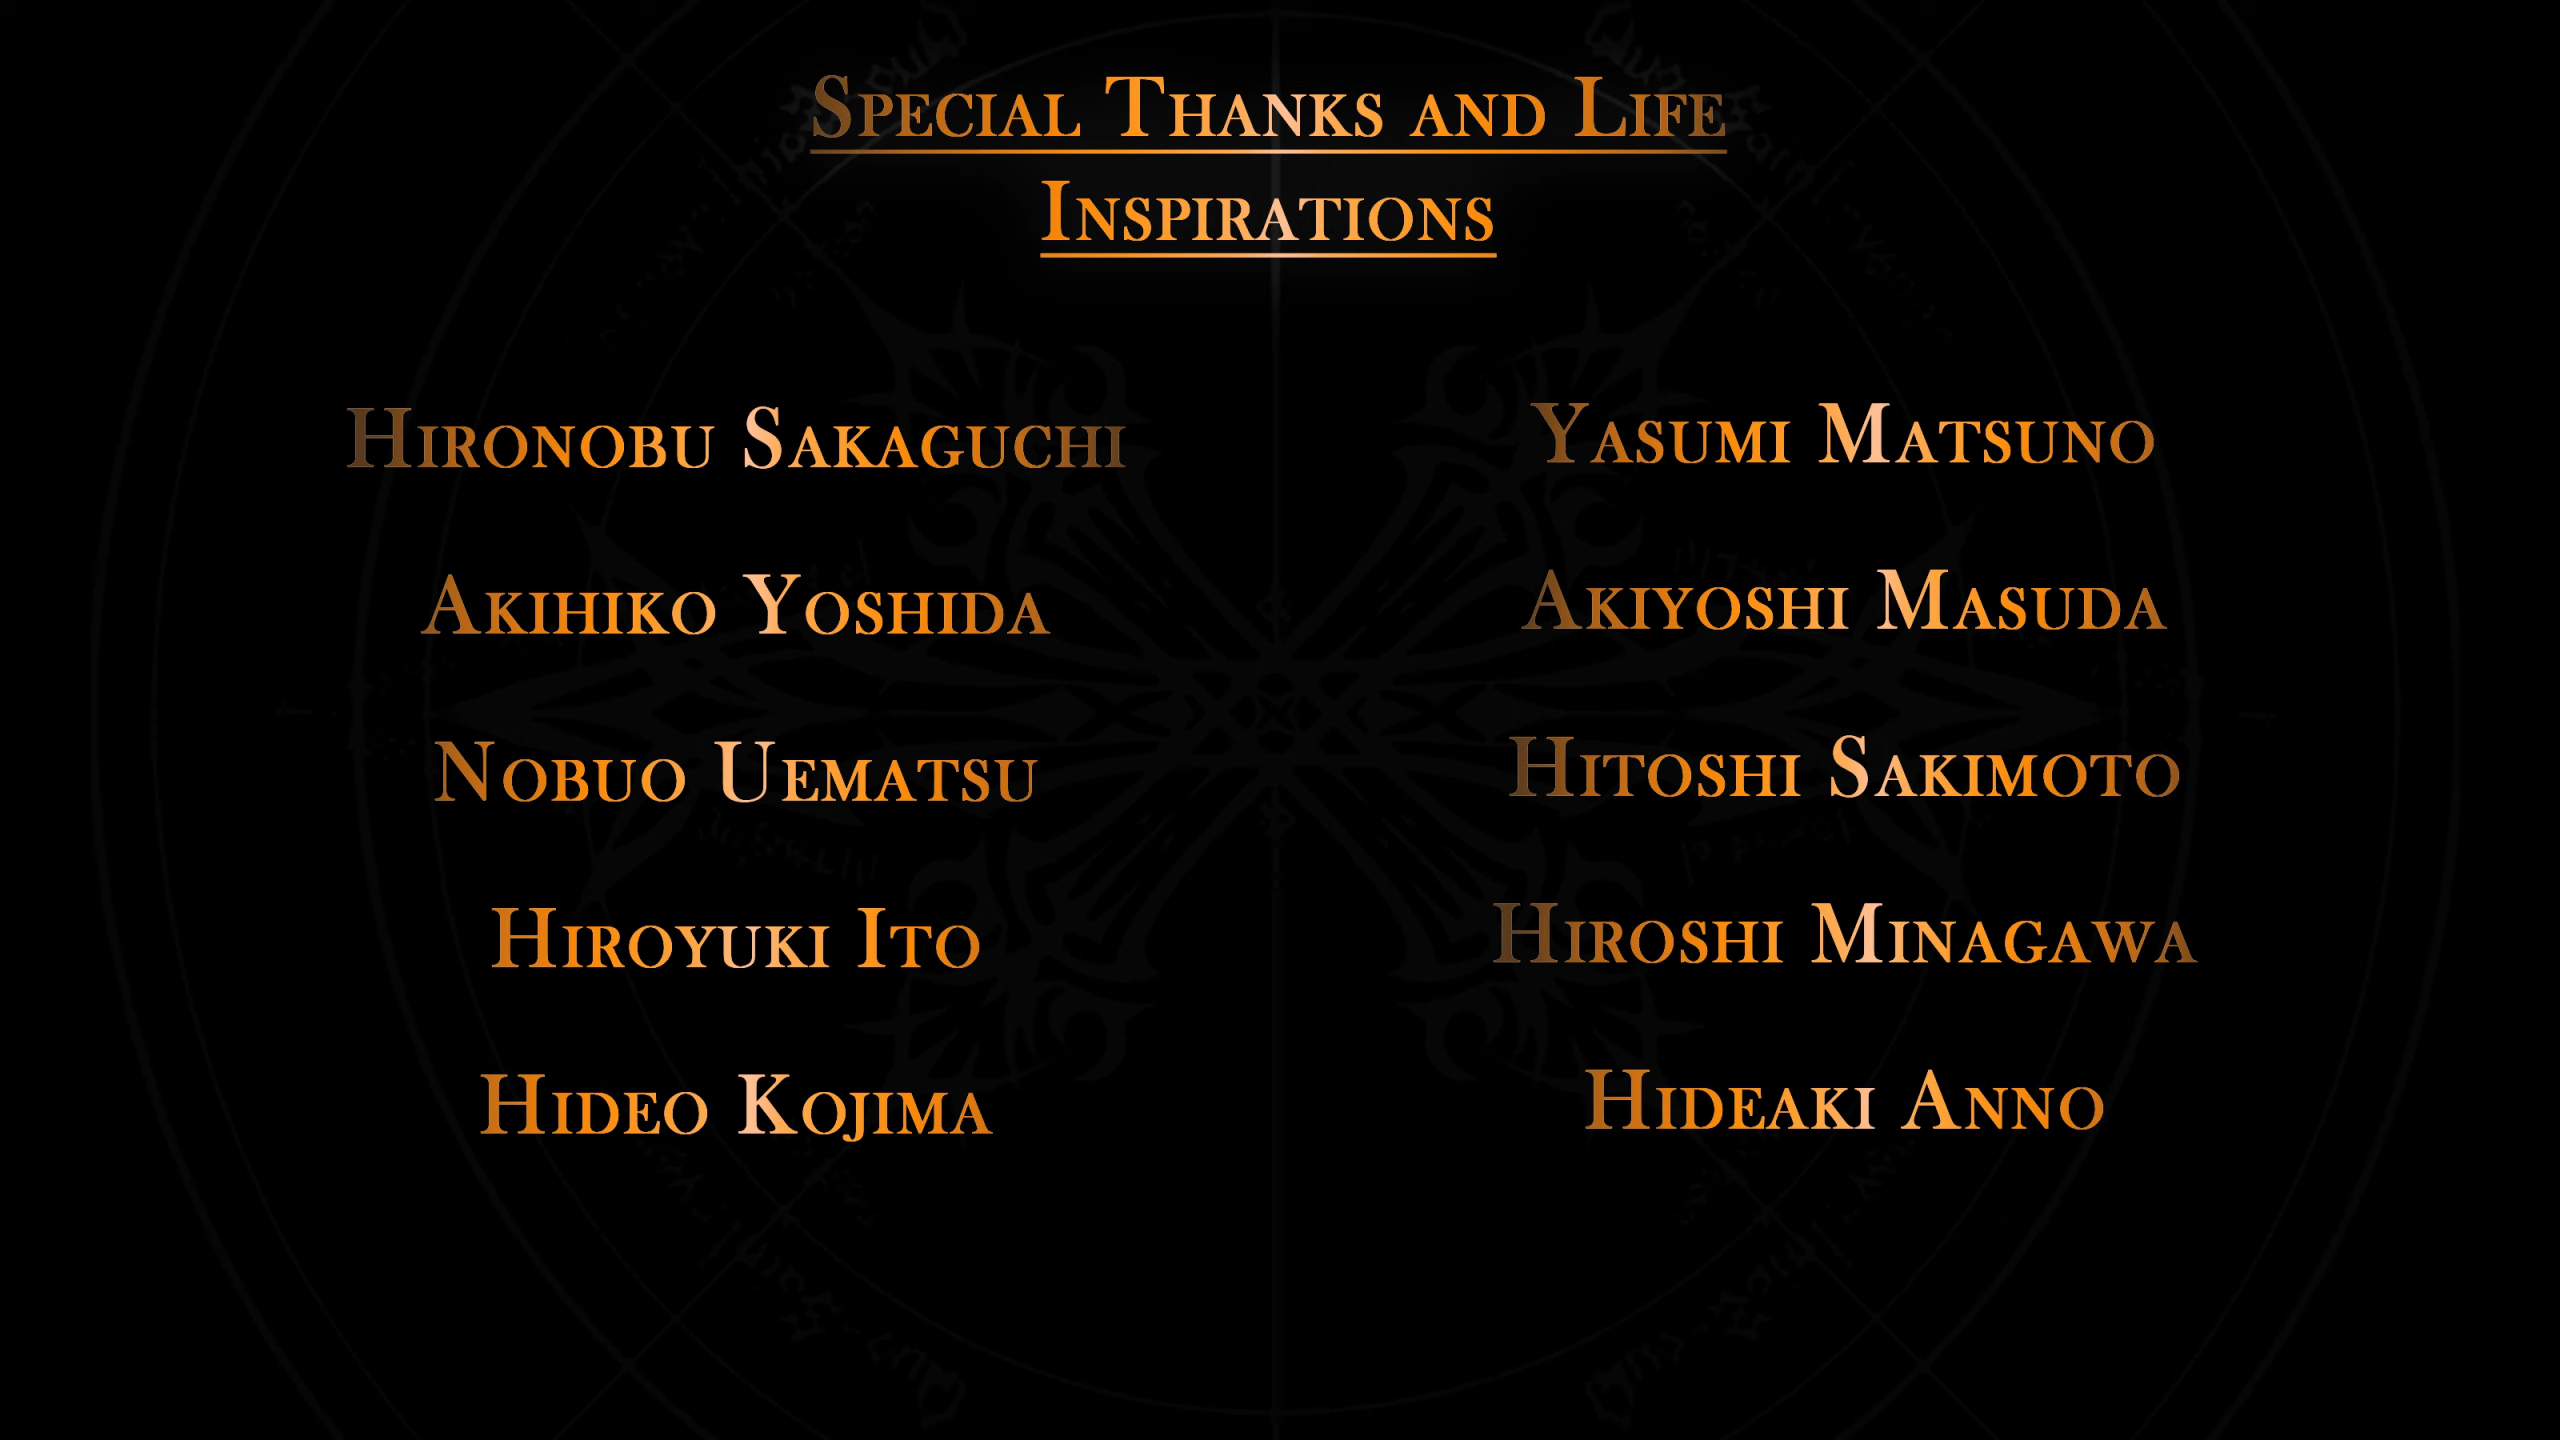 Special Thanks and Life
Inspirations
Hironobu Sakaguchi
Akihiko Yoshida
Nobuo Uematsu
Hiroyuki Ito
Hideo Kojima
Yasumi Matsuno
Akiyoshi Masuda
Hitoshi Sakimoto
Hiroshi Minagawa
Hideaki Anno